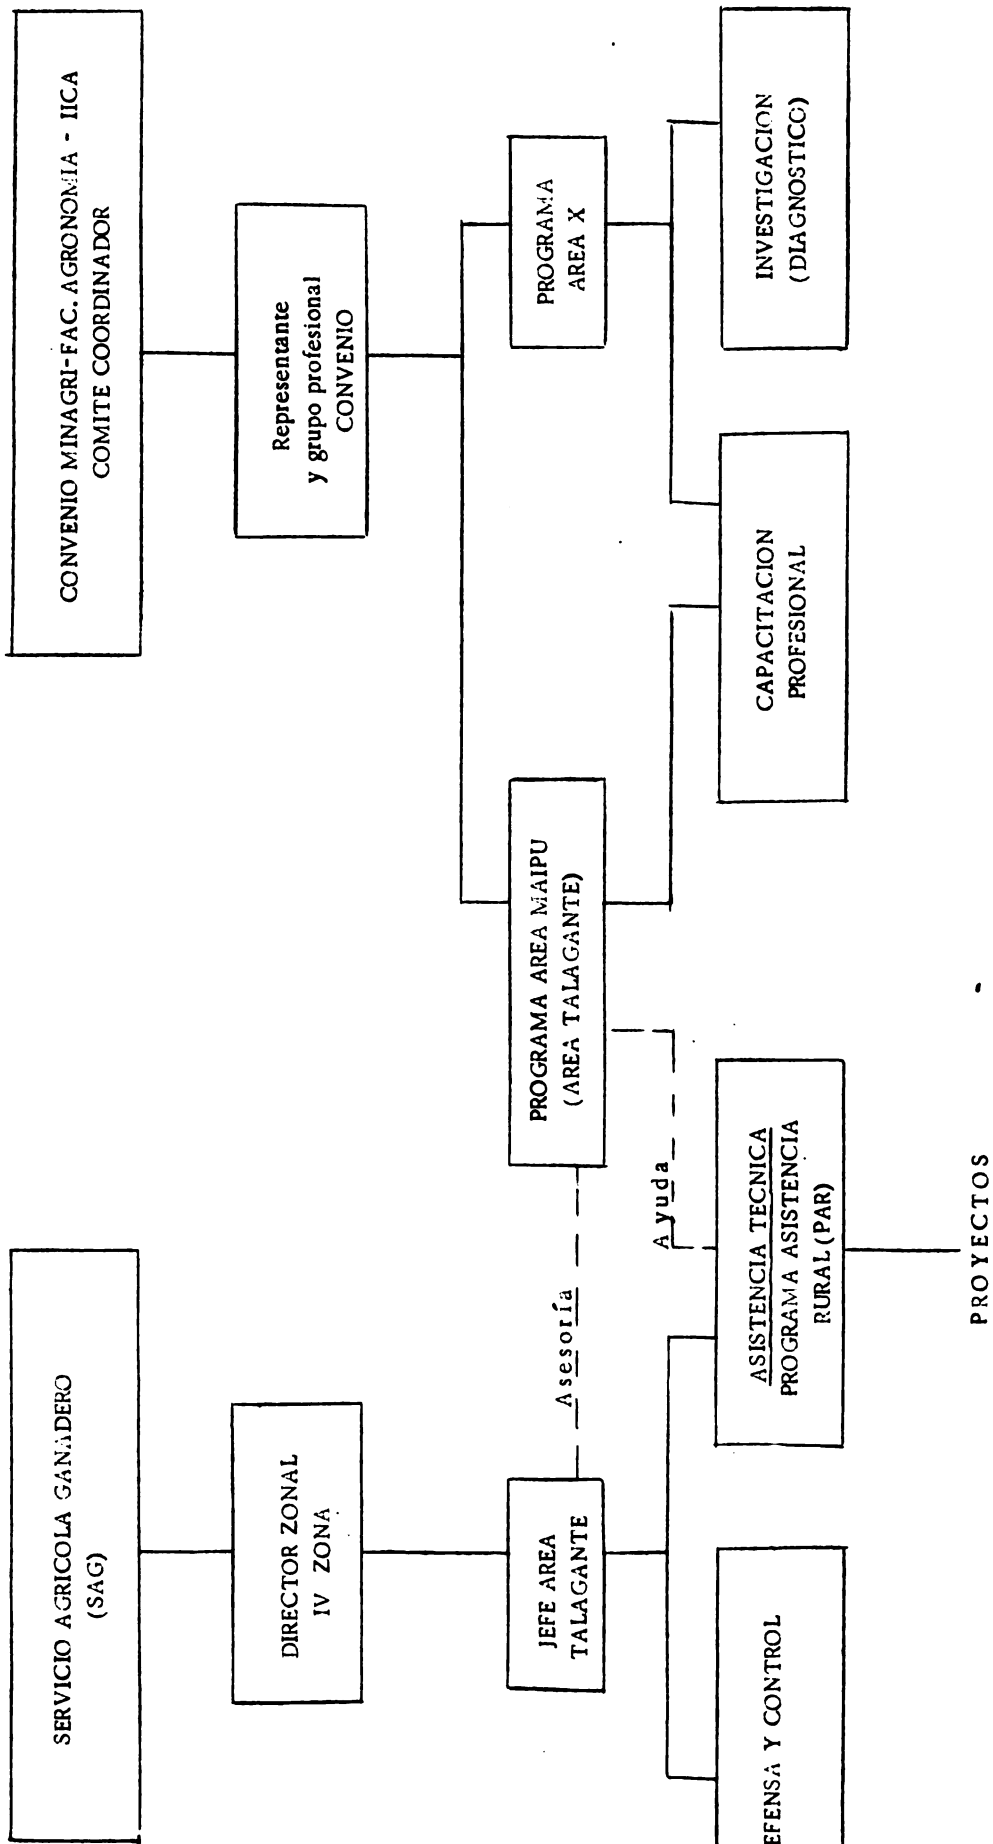 SERVICIO AGRICOLA GANADERO
(SAG)
CONVENIO MINAGRI-FAC. AGRONOMIA - IICA
COMITE COORDINADOR
DIRECTOR ZONAL
IV ZONA
Representante
y grupo profesional
CONVENIO
JEFE AREA
TALAGANTE
Asesoría
PROGRAMA AREA MAIPU
(AREA TALAGANTE)
PROGRAMA
AREA X
Ayuda
EFENSA Y CONTROL
ASISTENCIA TECNICA
PROGRAMA ASISTENCIA
RURAL (PAR)
CAPACITACION
PROFESIONAL
INVESTIGACION
(DIAGNOSTICO)
PROYECTOS